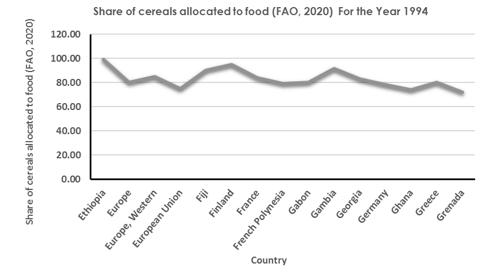 Share of cereals allocated to food (FAO, 2020)  For the Year 1994
Share of cereals allocated to food (FAO, 2020)
120.00
100.00
80.00
60.00
40.00
20.00
0.00
Ethiopia
Europe
Europe, Western
European Union
Fiji
Finland
France
French Polynesia
Gabon
Gambia
Georgia
Germany
Ghana
Greece
Grenada
Country